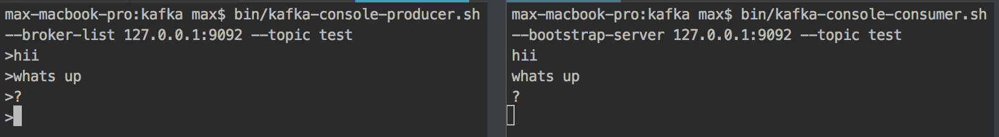 max-macbook-pro:kafka max$ bin/kafka-console-producer.sh
--broker-list 127.0.0.1:9092 --topic test
>hii
>whats up
>?
>
max-macbook-pro:kafka max$ bin/kafka-console-consumer.sh
--bootstrap-server 127.0.0.1:9092 --topic test
hii
whats up
?